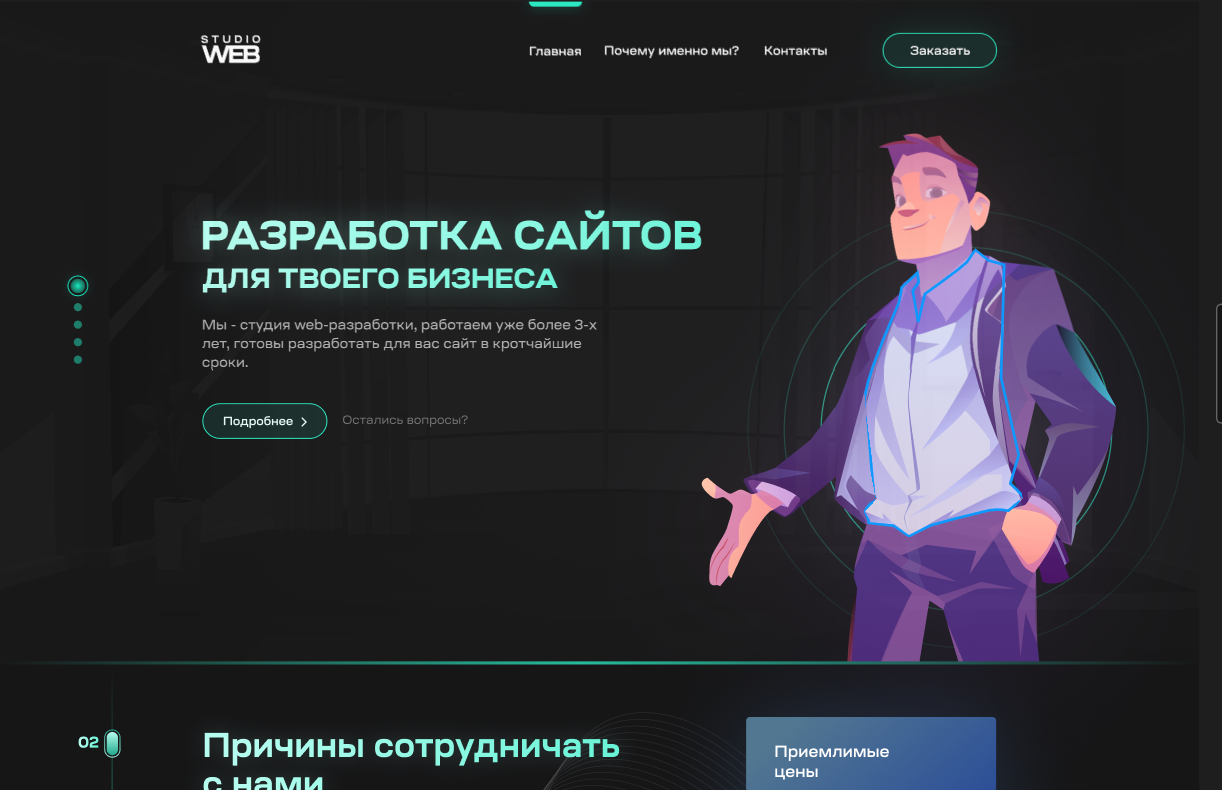 STUDIO
WEB
Главная
Почему именно мы?
Контакты
Заказать
РАЗРАБОТКА САЙТОВ
ДЛЯ ТВОЕГО БИЗНЕСА
Мы - студия web-разработки, работаем уже более 3-х
лет, готовы разработать для вас сайт в кротчайшие
сроки.
Подробнее
Остались вопросы?
02
Причины сотрудничать
с нами
Приемлимые
цены